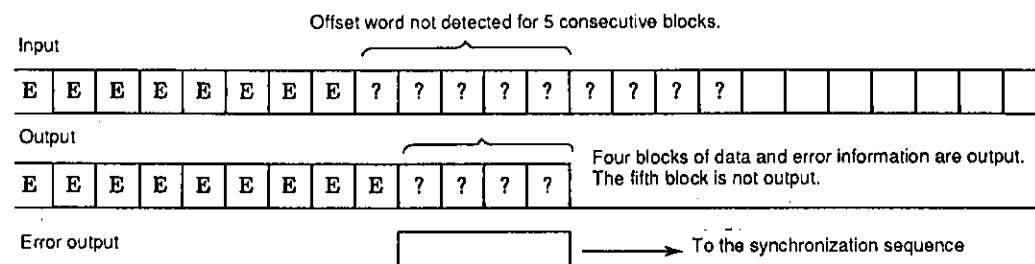 Offset word not detected for 5 consecutive blocks.
Input
E E E E E E E E ? ? ? ? ? ? ? ? ?
Output
Four blocks of data and error information are output.
E E E E E E E E E ? ? ? ?
The fifth block is not output.
Error output
To the synchronization sequence